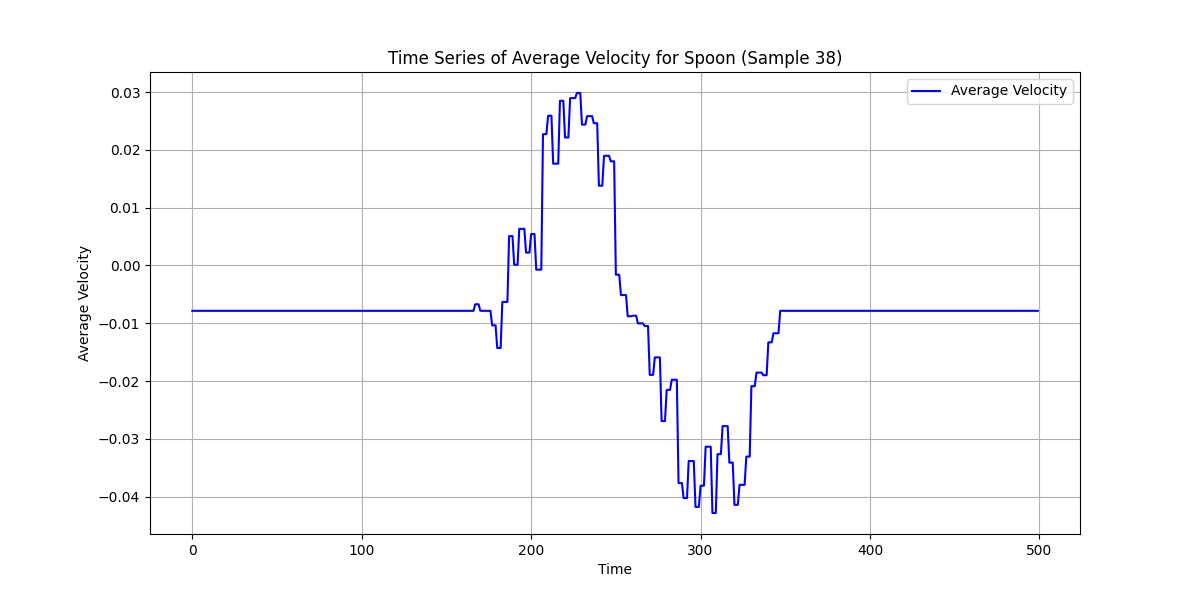 Time Series of Average Velocity for Spoon (Sample 38)
Average Velocity
0.03
0.02
0.01
0.00
−0.01
−0.02
−0.03
−0.04
Average Velocity
0 100 200 300 400 500
Time